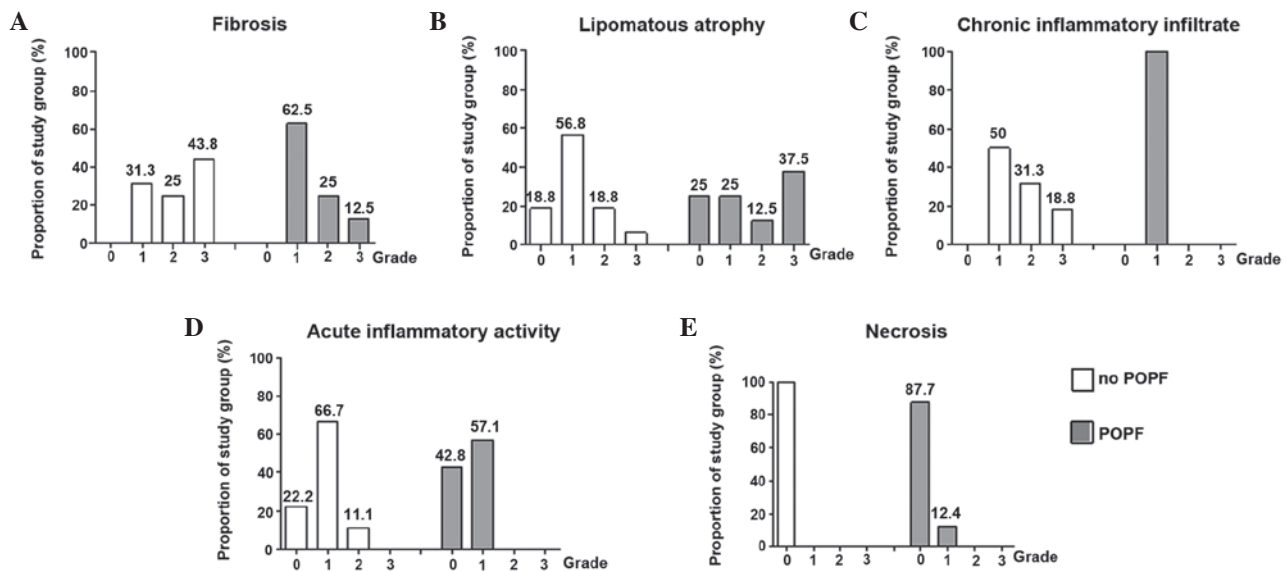 A
Fibrosis
Proportion of study group (%)
100
80
60
40
20
0
31.3
25
43.8
62.5
25
12.5
0 1 2 3 0 1 2 3 Grade
B
Lipomatous atrophy
Proportion of study group (%)
100
80
60
40
20
0
18.8
56.8
18.8
25
25
12.5
37.5
0 1 2 3 0 1 2 3 Grade
C
Chronic inflammatory infiltrate
Proportion of study group (%)
100
80
60
40
20
0
50
31.3
18.8
0 1 2 3 0 1 2 3 Grade
D
Acute inflammatory activity
Proportion of study group (%)
100
80
60
40
20
0
22.2
66.7
11.1
42.8
57.1
0 1 2 3 0 1 2 3 Grade
E
Necrosis
Proportion of study group (%)
100
80
60
40
20
0
87.7
12.4
0 1 2 3 0 1 2 3 Grade
no POPF
POPF